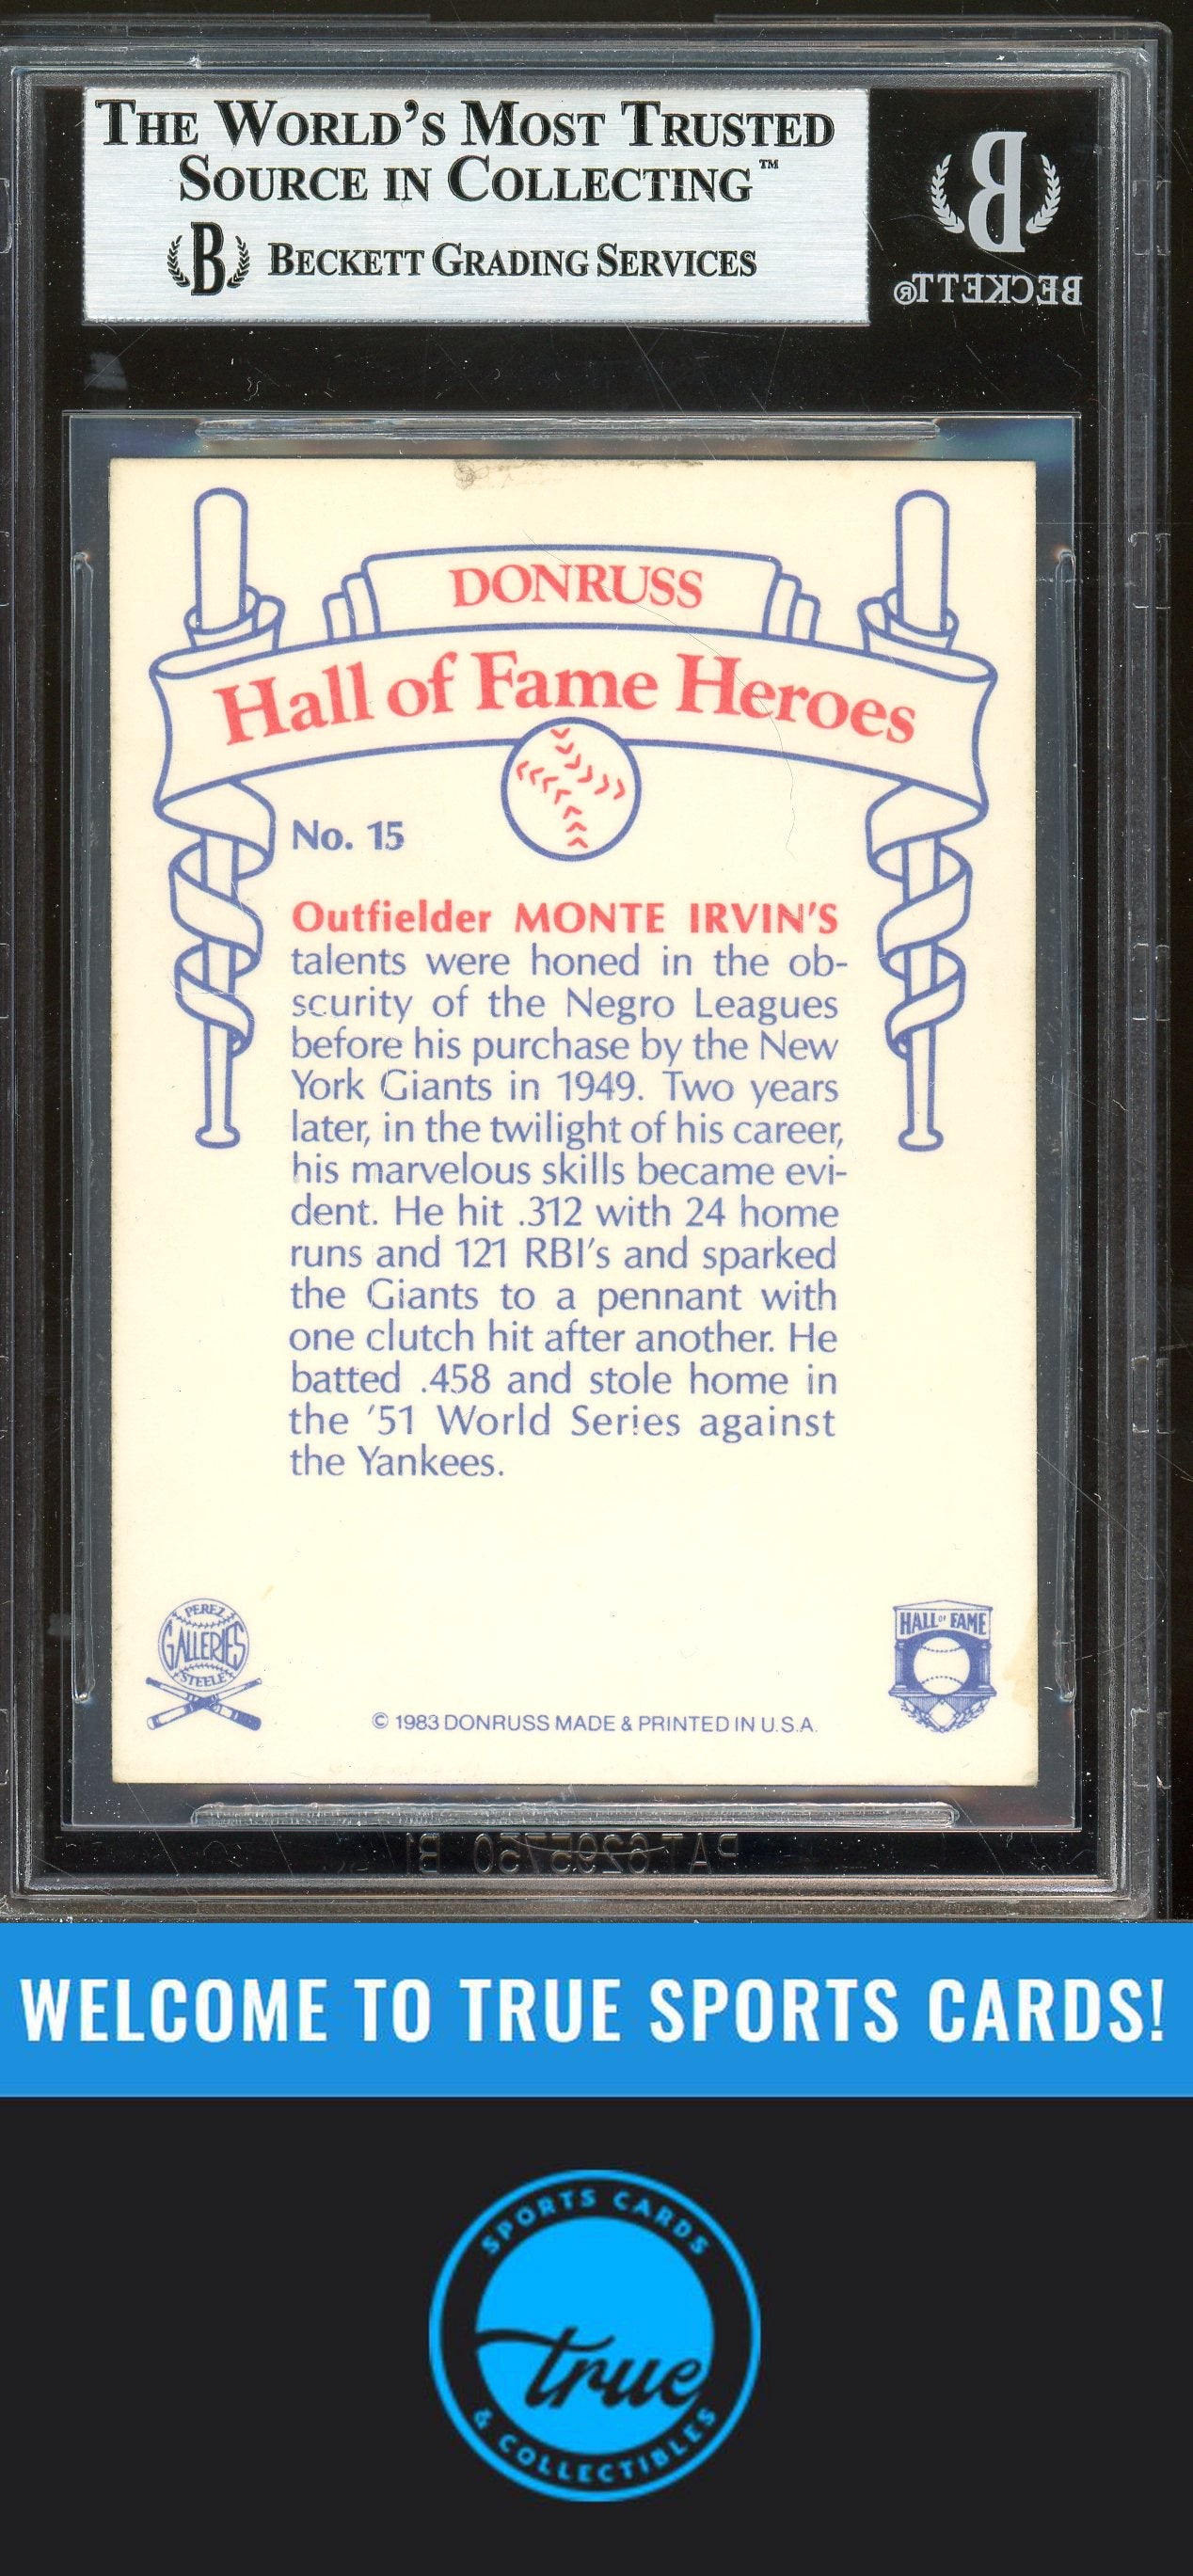 THE WORLD'S MOST TRUSTED
SOURCE IN COLLECTING™
B BECKETT GRADING SERVICES
B
BECKETT®
DONRUSS
Hall of Fame Heroes
No. 15
Outfielder MONTE IRVIN'S
talents were honed in the ob-
scurity of the Negro Leagues
before his purchase by the New
York Giants in 1949. Two years
later, in the twilight of his career,
his marvelous skills became evi-
dent. He hit .312 with 24 home
runs and 121 RBI's and sparked
the Giants to a pennant with
one clutch hit after another. He
batted .458 and stole home in
the '51 World Series against
the Yankees.
PEREZ
GALLERIES
STEELE
HALL OF FAME
© 1983 DONRUSS MADE & PRINTED IN U.S.A.
PAT.6295750 B1
WELCOME TO TRUE SPORTS CARDS!
SPORTS CARDS
true
& COLLECTIBLES